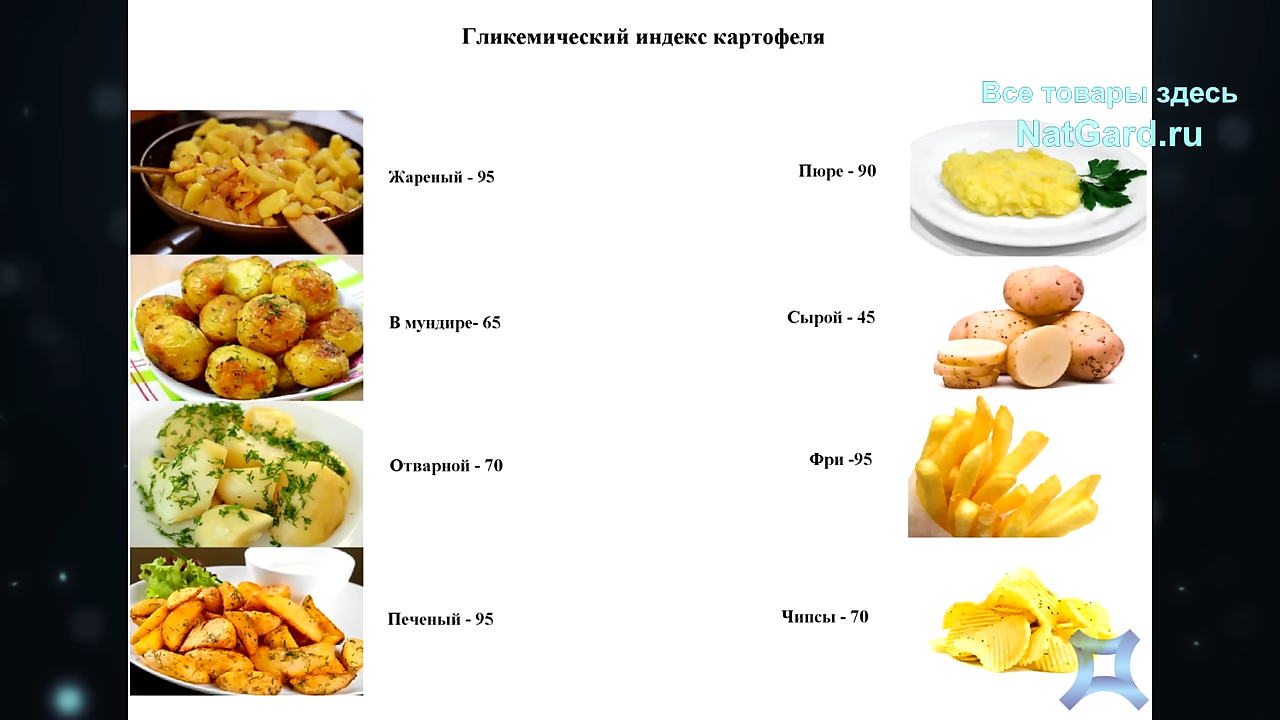 Гликемический индекс картофеля
Все товары здесь
NatGard.ru
Жареный - 95
Пюре - 90
В мундире- 65
Сырой - 45
Отварной - 70
Фри -95
Печеный - 95
Чипсы - 70